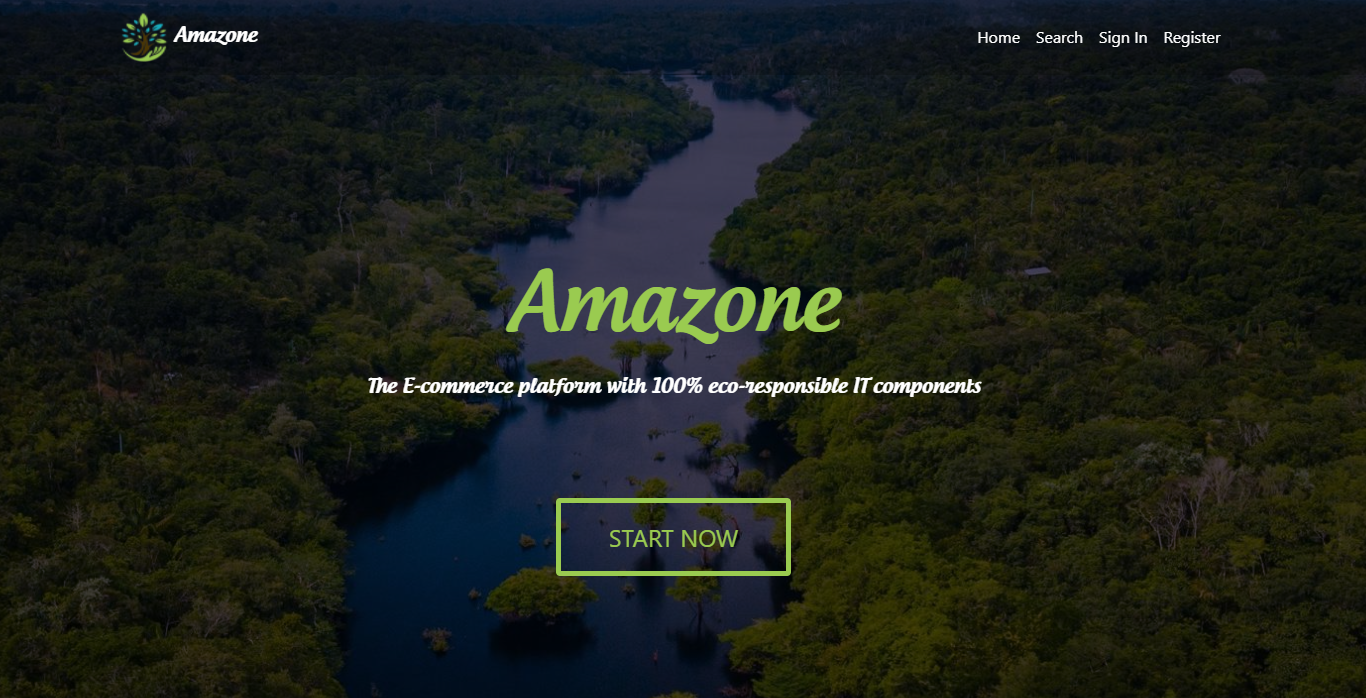 Amazone
Home Search Sign In Register
Amazone
The E-commerce platform with 100% eco-responsible IT components
START NOW